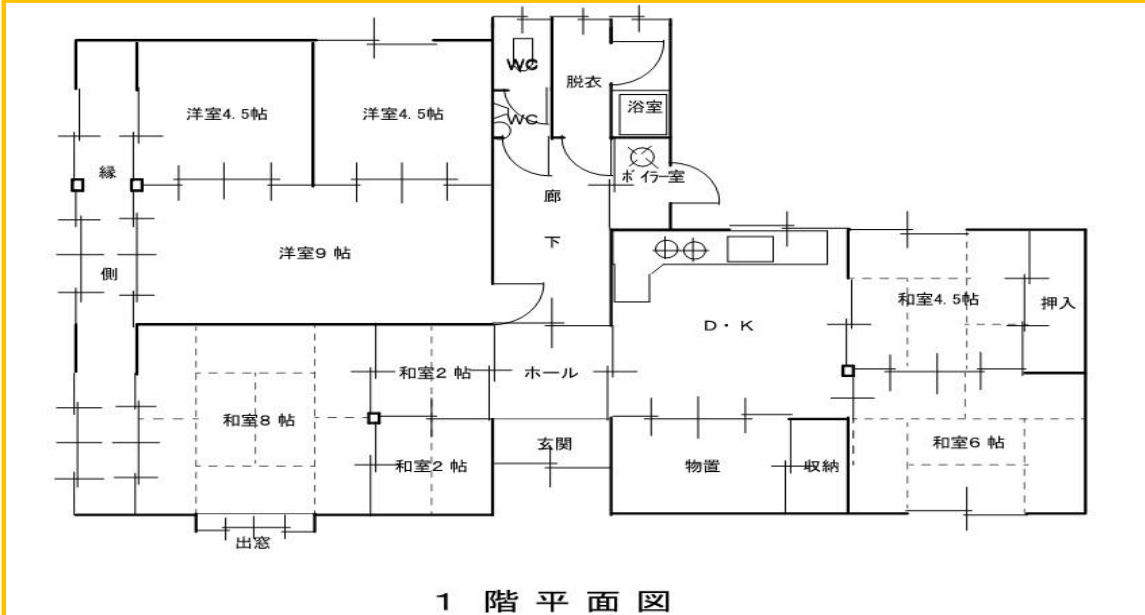 WC
脱衣
洋室4.5帖
洋室4.5帖
浴室
WC
縁
ボイラー室
廊
下
洋室9 帖
側
和室4.5帖
押入
D・K
和室2 帖
ホール
和室8 帖
玄関
和室6 帖
和室2 帖
物置
収納
出窓
1 階 平 面 図